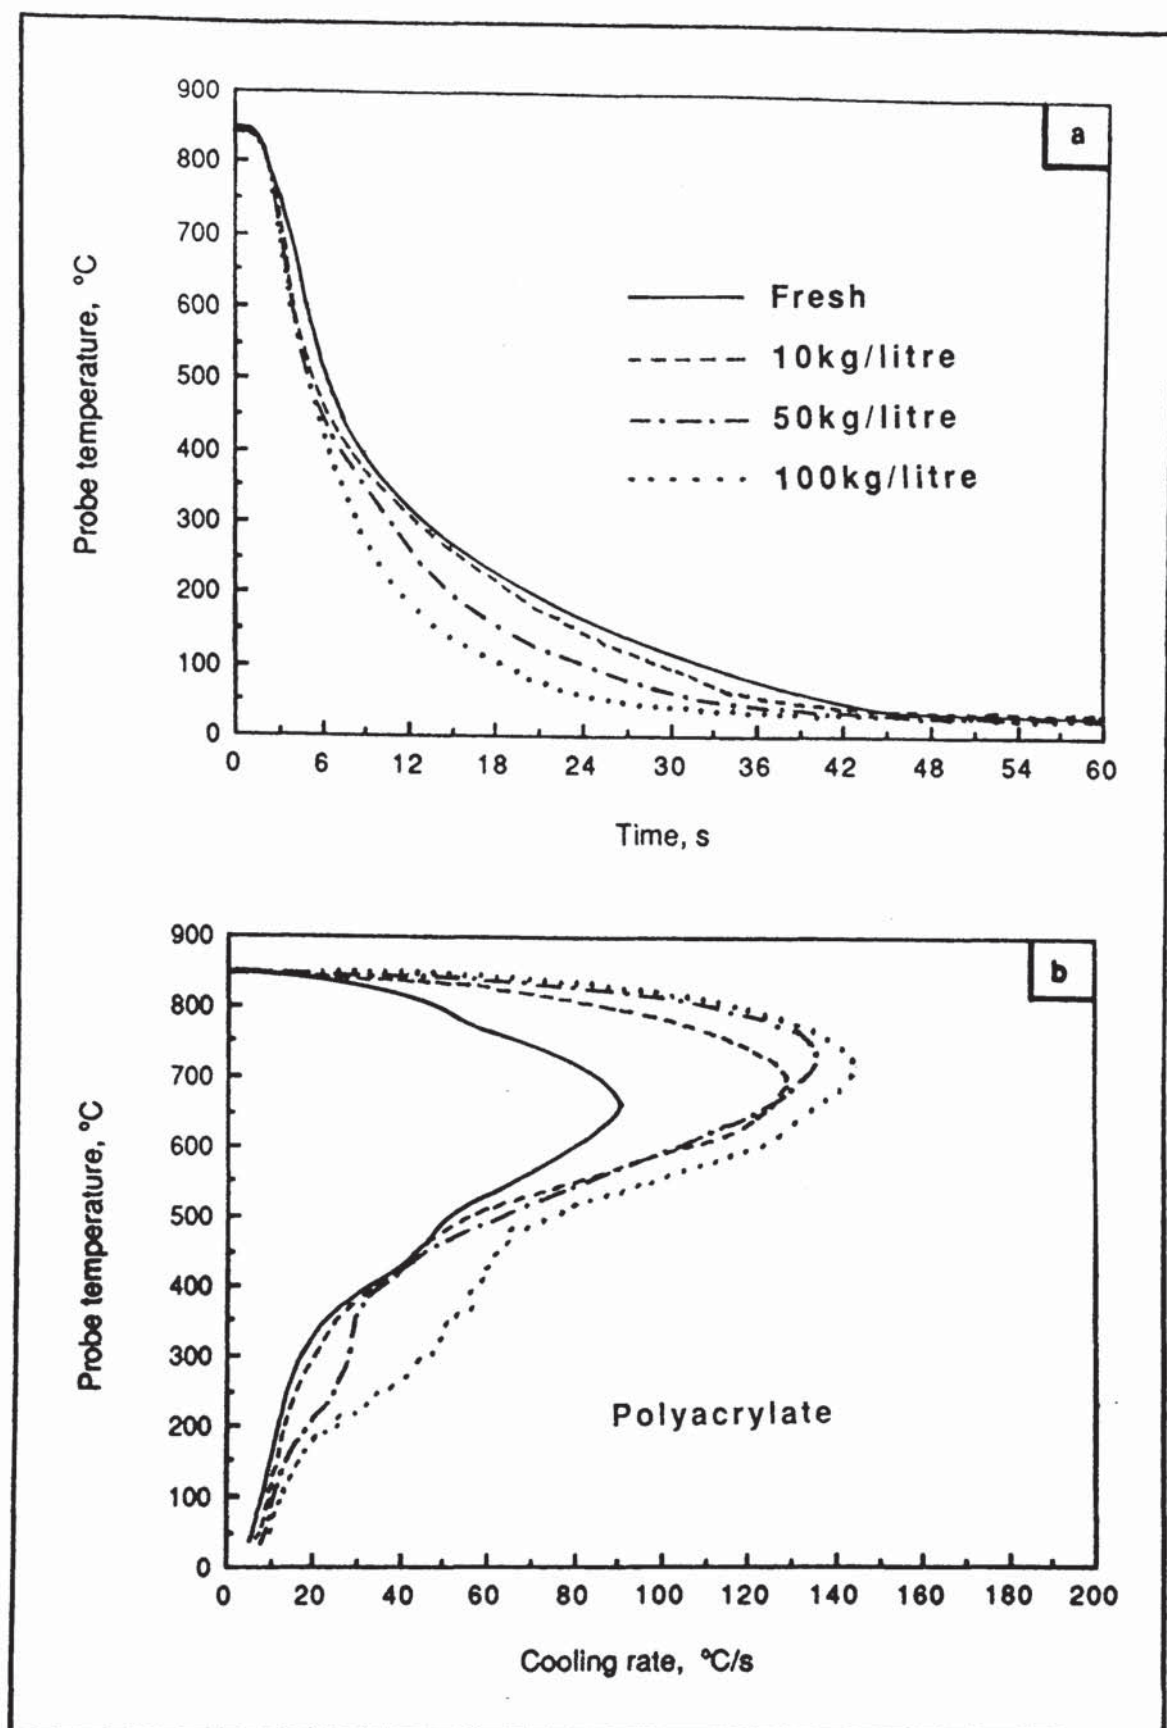 a
900
800
700
600
500
400
300
200
100
0
Probe temperature, °C
Fresh
10kg/litre
50kg/litre
100kg/litre
0 6 12 18 24 30 36 42 48 54 60
Time, s
b
900
800
700
600
500
400
300
200
100
0
Probe temperature, °C
Polyacrylate
0 20 40 60 80 100 120 140 160 180 200
Cooling rate, °C/s